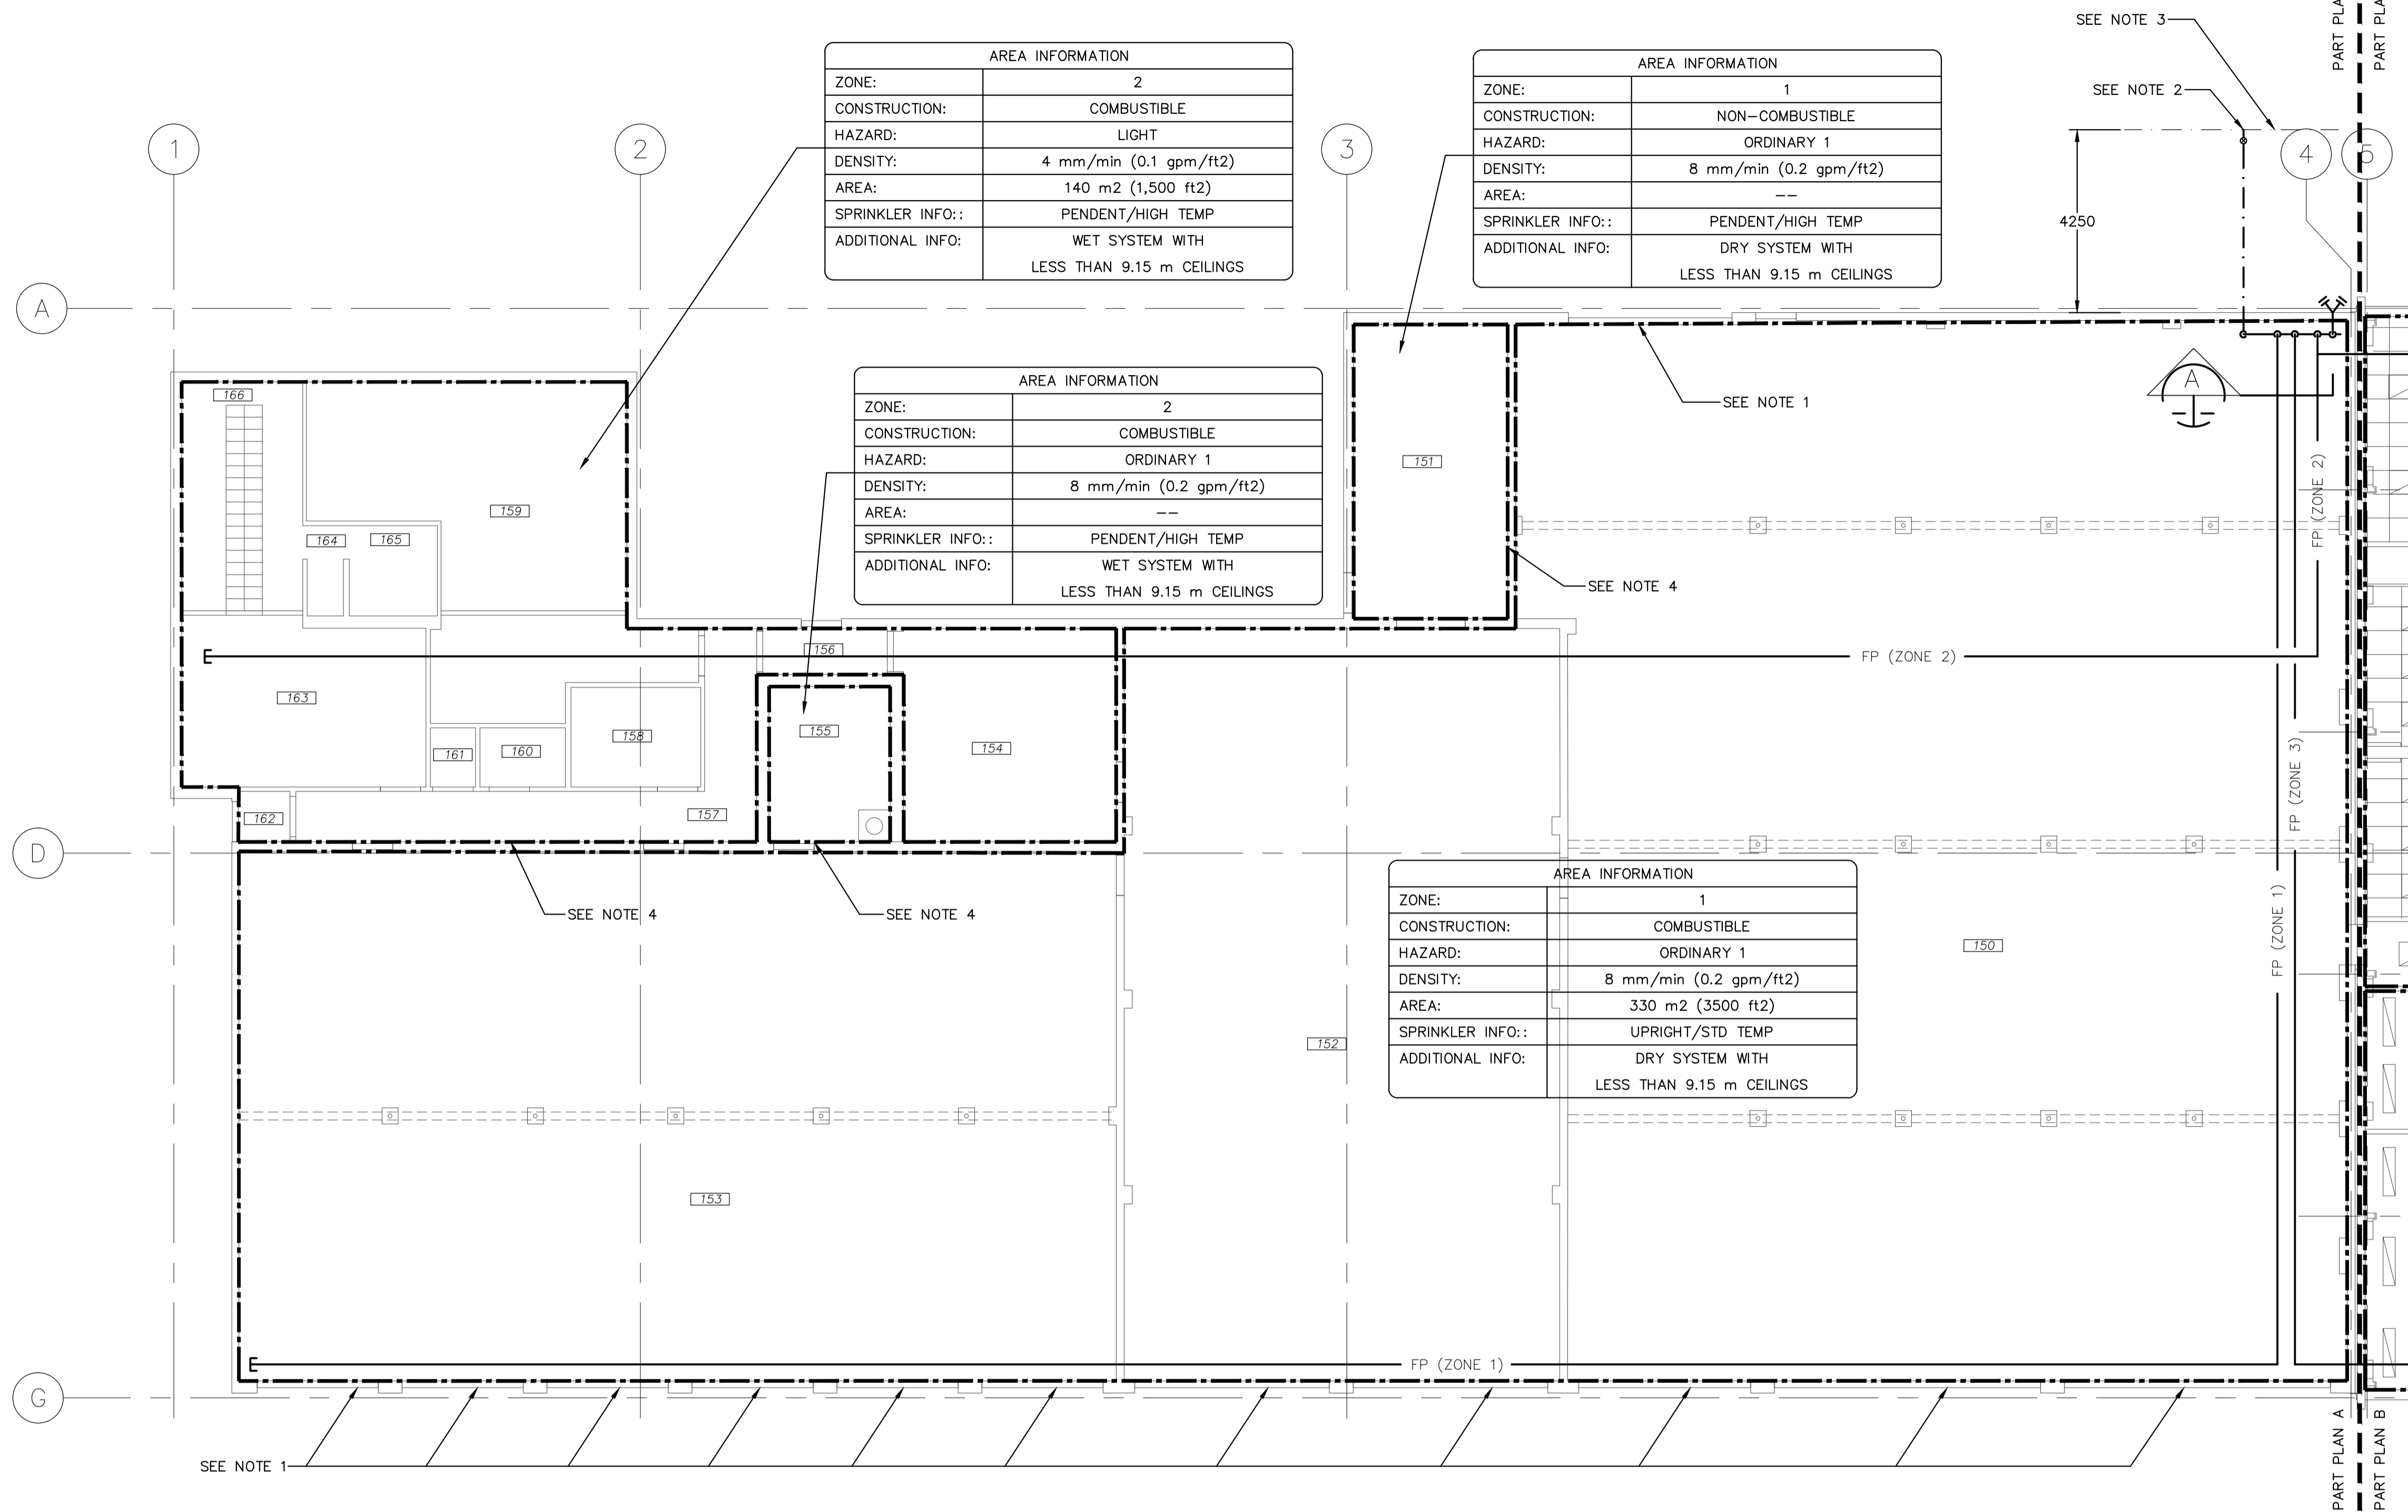 SEE NOTE 3
SEE NOTE 2
PART PLA
PART PLA
1
2
3
4
5
4250
A
D
G
AREA INFORMATION
ZONE: 2
CONSTRUCTION: COMBUSTIBLE
HAZARD: LIGHT
DENSITY: 4 mm/min (0.1 gpm/ft2)
AREA: 140 m2 (1,500 ft2)
SPRINKLER INFO:: PENDENT/HIGH TEMP
ADDITIONAL INFO: WET SYSTEM WITH
LESS THAN 9.15 m CEILINGS
AREA INFORMATION
ZONE: 1
CONSTRUCTION: NON-COMBUSTIBLE
HAZARD: ORDINARY 1
DENSITY: 8 mm/min (0.2 gpm/ft2)
AREA: --
SPRINKLER INFO:: PENDENT/HIGH TEMP
ADDITIONAL INFO: DRY SYSTEM WITH
LESS THAN 9.15 m CEILINGS
AREA INFORMATION
ZONE: 2
CONSTRUCTION: COMBUSTIBLE
HAZARD: ORDINARY 1
DENSITY: 8 mm/min (0.2 gpm/ft2)
AREA: --
SPRINKLER INFO:: PENDENT/HIGH TEMP
ADDITIONAL INFO: WET SYSTEM WITH
LESS THAN 9.15 m CEILINGS
A
SEE NOTE 1
SEE NOTE 4
166
159
164
165
151
156
163
155
158
161
160
154
162
157
FP (ZONE 2)
FP (ZONE 2)
FP (ZONE 3)
FP (ZONE 1)
SEE NOTE 4
SEE NOTE 4
AREA INFORMATION
ZONE: 1
CONSTRUCTION: COMBUSTIBLE
HAZARD: ORDINARY 1
DENSITY: 8 mm/min (0.2 gpm/ft2)
AREA: 330 m2 (3500 ft2)
SPRINKLER INFO:: UPRIGHT/STD TEMP
ADDITIONAL INFO: DRY SYSTEM WITH
LESS THAN 9.15 m CEILINGS
150
152
153
FP (ZONE 1)
SEE NOTE 1
PART PLAN A
PART PLAN B